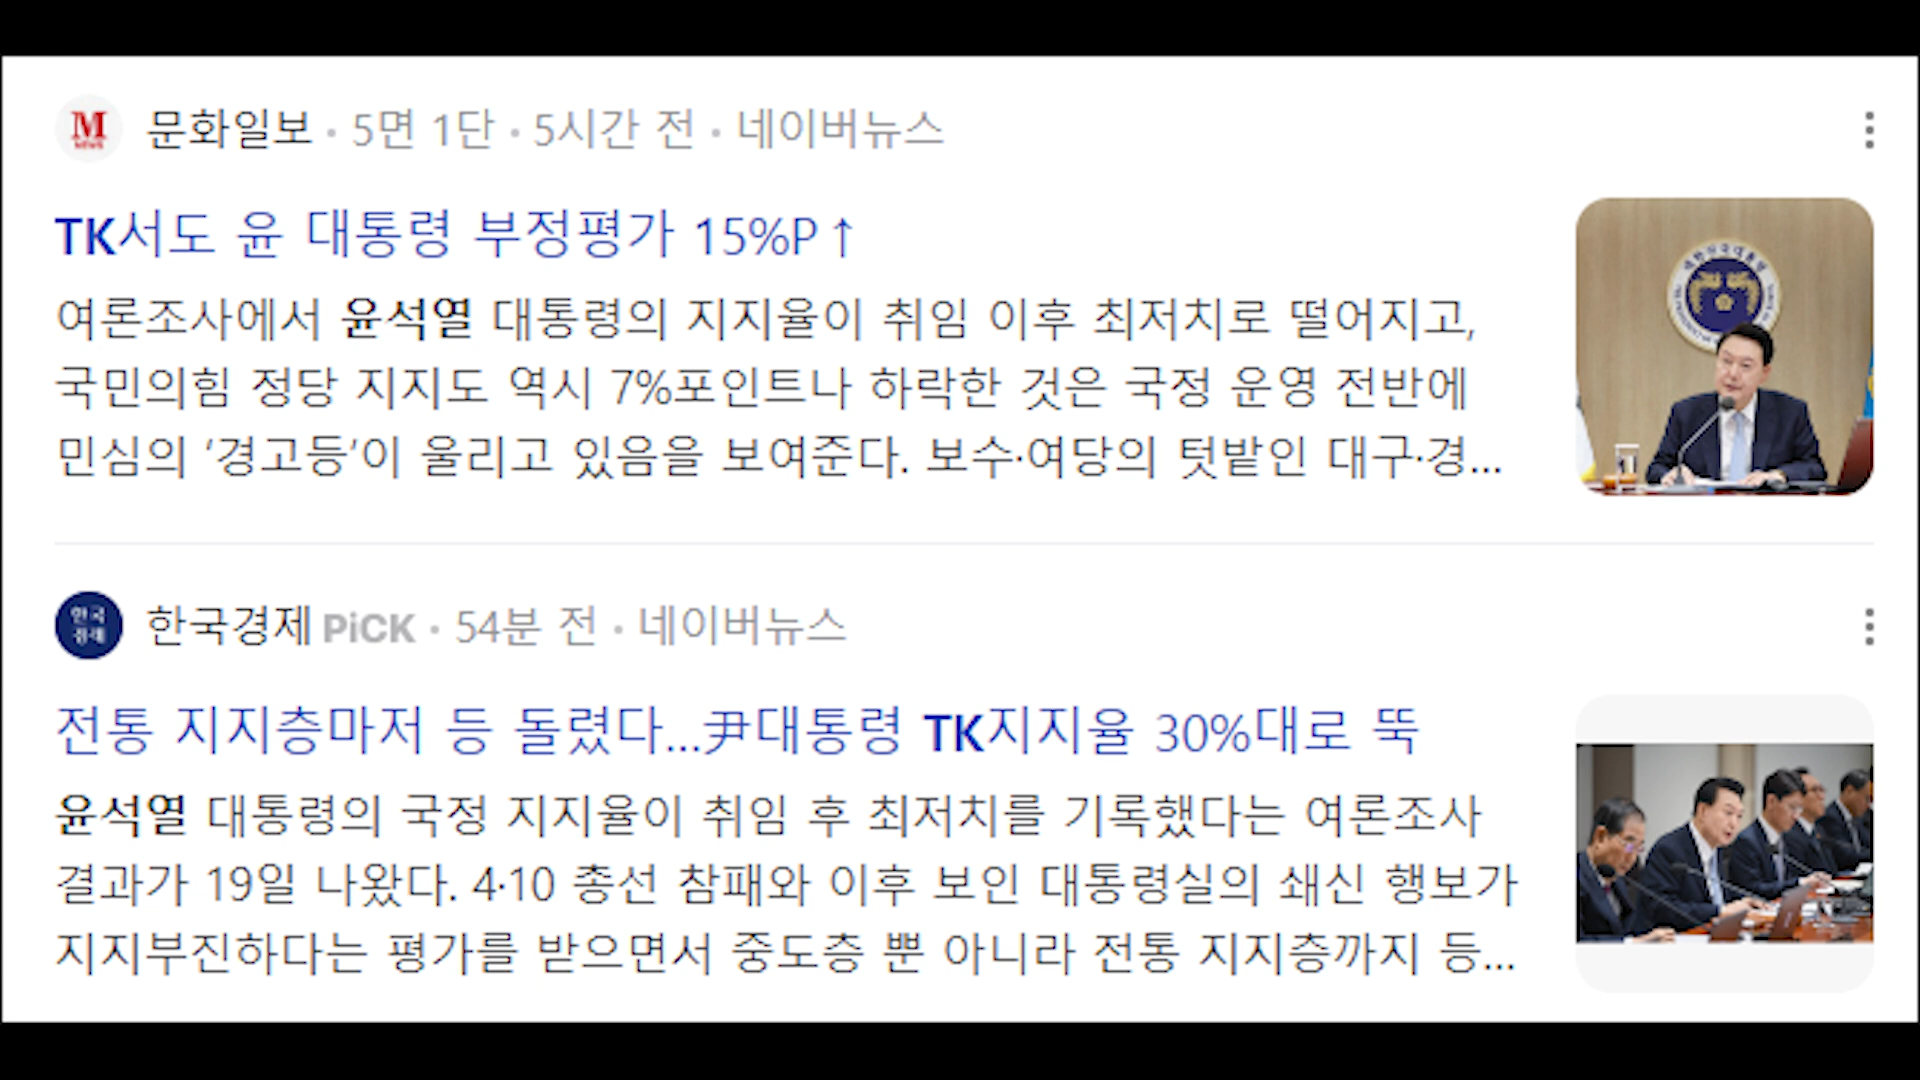 M
NEWS
문화일보 · 5면 1단 · 5시간 전 · 네이버뉴스
TK서도 윤 대통령 부정평가 15%P↑
여론조사에서 윤석열 대통령의 지지율이 취임 이후 최저치로 떨어지고,
국민의힘 정당 지지도 역시 7%포인트나 하락한 것은 국정 운영 전반에
민심의 ‘경고등’이 울리고 있음을 보여준다. 보수·여당의 텃밭인 대구·경...
한국
경제
한국경제 PiCK · 54분 전 · 네이버뉴스
전통 지지층마저 등 돌렸다...尹대통령 TK지지율 30%대로 뚝
윤석열 대통령의 국정 지지율이 취임 후 최저치를 기록했다는 여론조사
결과가 19일 나왔다. 4·10 총선 참패와 이후 보인 대통령실의 쇄신 행보가
지지부진하다는 평가를 받으면서 중도층 뿐 아니라 전통 지지층까지 등...